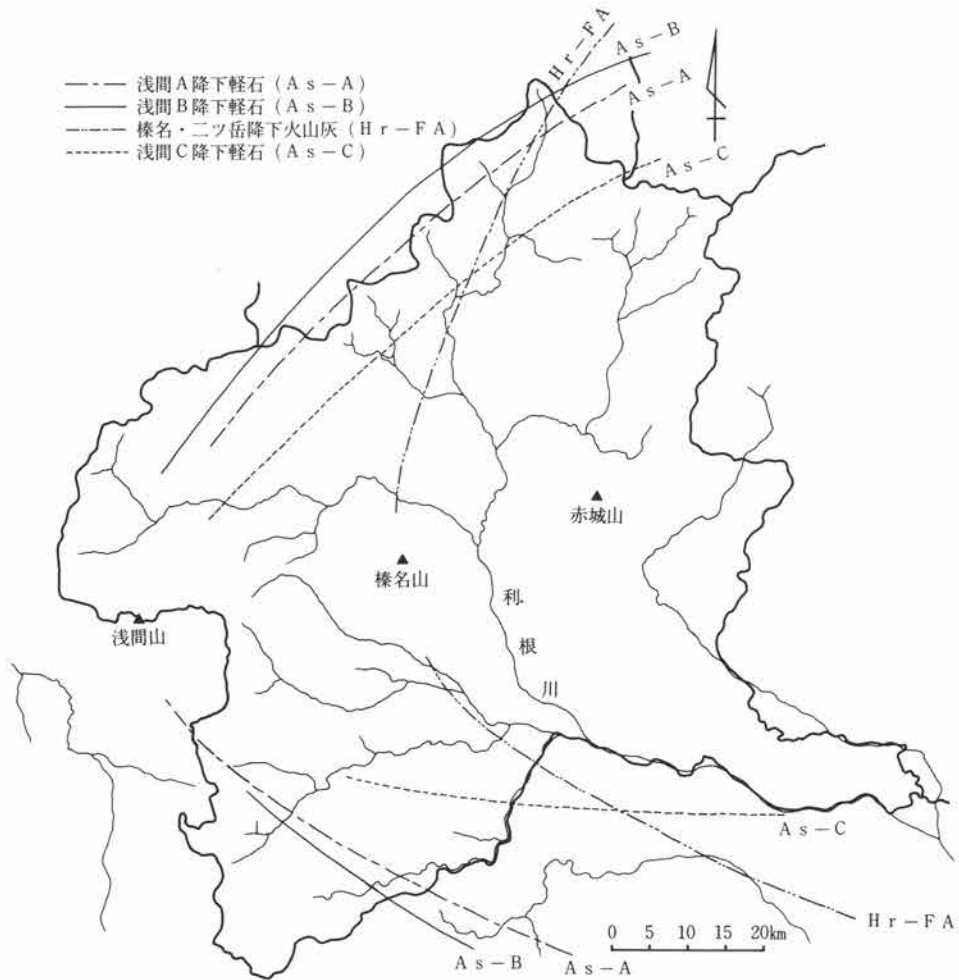 Hr-FA
As-B
As-A
As-C
浅間A降下軽石(As-A)
浅間B降下軽石(As-B)
榛名・二ツ岳降下火山灰(Hr-FA)
浅間C降下軽石(As-C)
赤城山
榛名山
浅間山
利根川
As-C
Hr-FA
As-B
As-A
0 5 10 15 20km